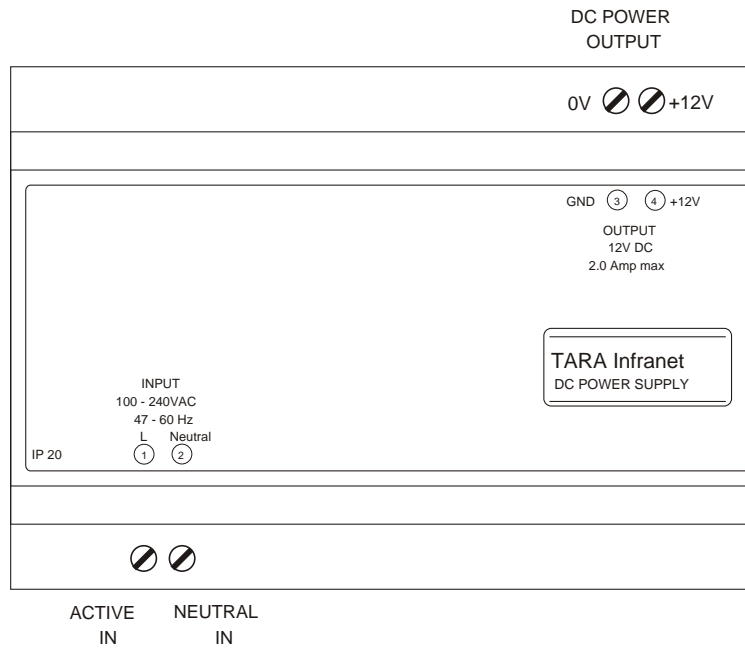 DC POWER
OUTPUT
0V +12V
GND 3 4 +12V
OUTPUT
12V DC
2.0 Amp max
TARA Infranet
DC POWER SUPPLY
INPUT
100 - 240VAC
47 - 60 Hz
L Neutral
IP 20 1 2
ACTIVE NEUTRAL
IN IN